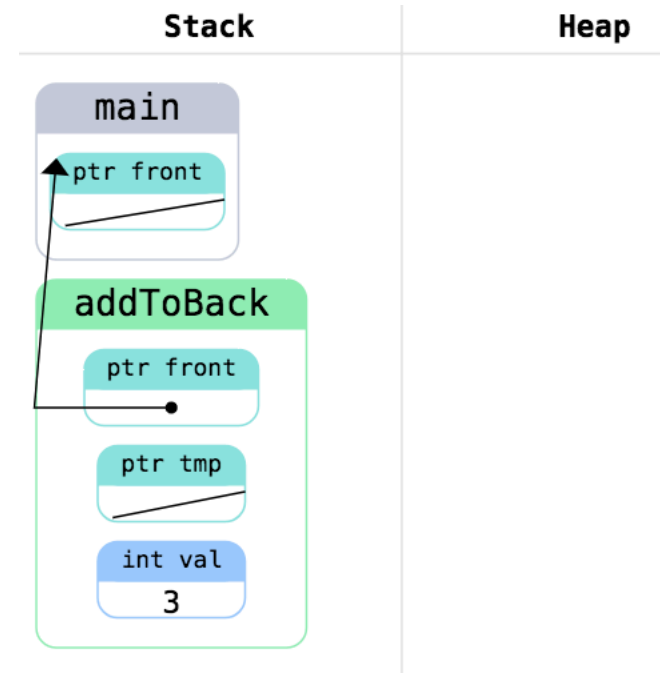 Stack Heap
main
ptr front
addToBack
ptr front
ptr tmp
int val
3